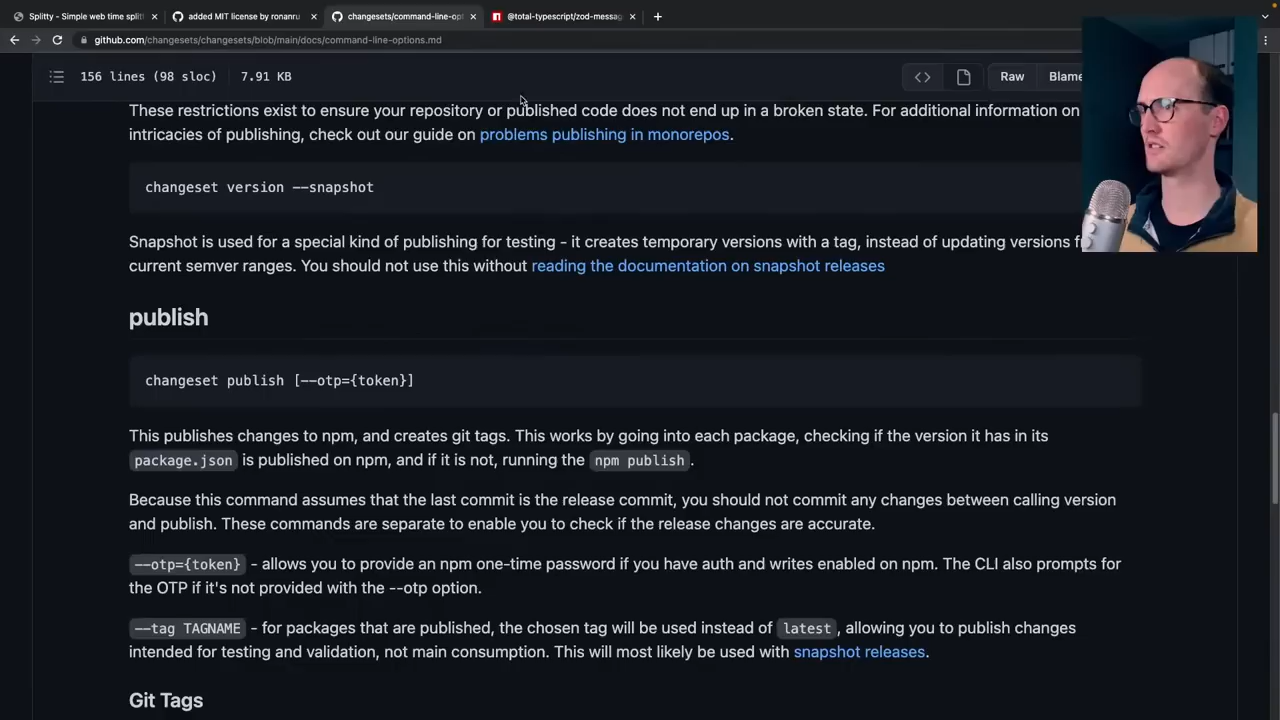 Splitty - Simple web time splitt
added MIT license by ronanru
changesets/command-line-opti
@total-typescript/zod-messag
github.com/changesets/changesets/blob/main/docs/command-line-options.md
156 lines (98 sloc) 7.91 KB
Raw
Blame
These restrictions exist to ensure your repository or published code does not end up in a broken state. For additional information on
intricacies of publishing, check out our guide on problems publishing in monorepos.
changeset version --snapshot
Snapshot is used for a special kind of publishing for testing - it creates temporary versions with a tag, instead of updating versions
current semver ranges. You should not use this without reading the documentation on snapshot releases
publish
changeset publish [--otp={token}]
This publishes changes to npm, and creates git tags. This works by going into each package, checking if the version it has in its
package.json is published on npm, and if it is not, running the npm publish.
Because this command assumes that the last commit is the release commit, you should not commit any changes between calling version
and publish. These commands are separate to enable you to check if the release changes are accurate.
--otp={token} - allows you to provide an npm one-time password if you have auth and writes enabled on npm. The CLI also prompts for
the OTP if it's not provided with the --otp option.
--tag TAGNAME - for packages that are published, the chosen tag will be used instead of latest, allowing you to publish changes
intended for testing and validation, not main consumption. This will most likely be used with snapshot releases.
Git Tags